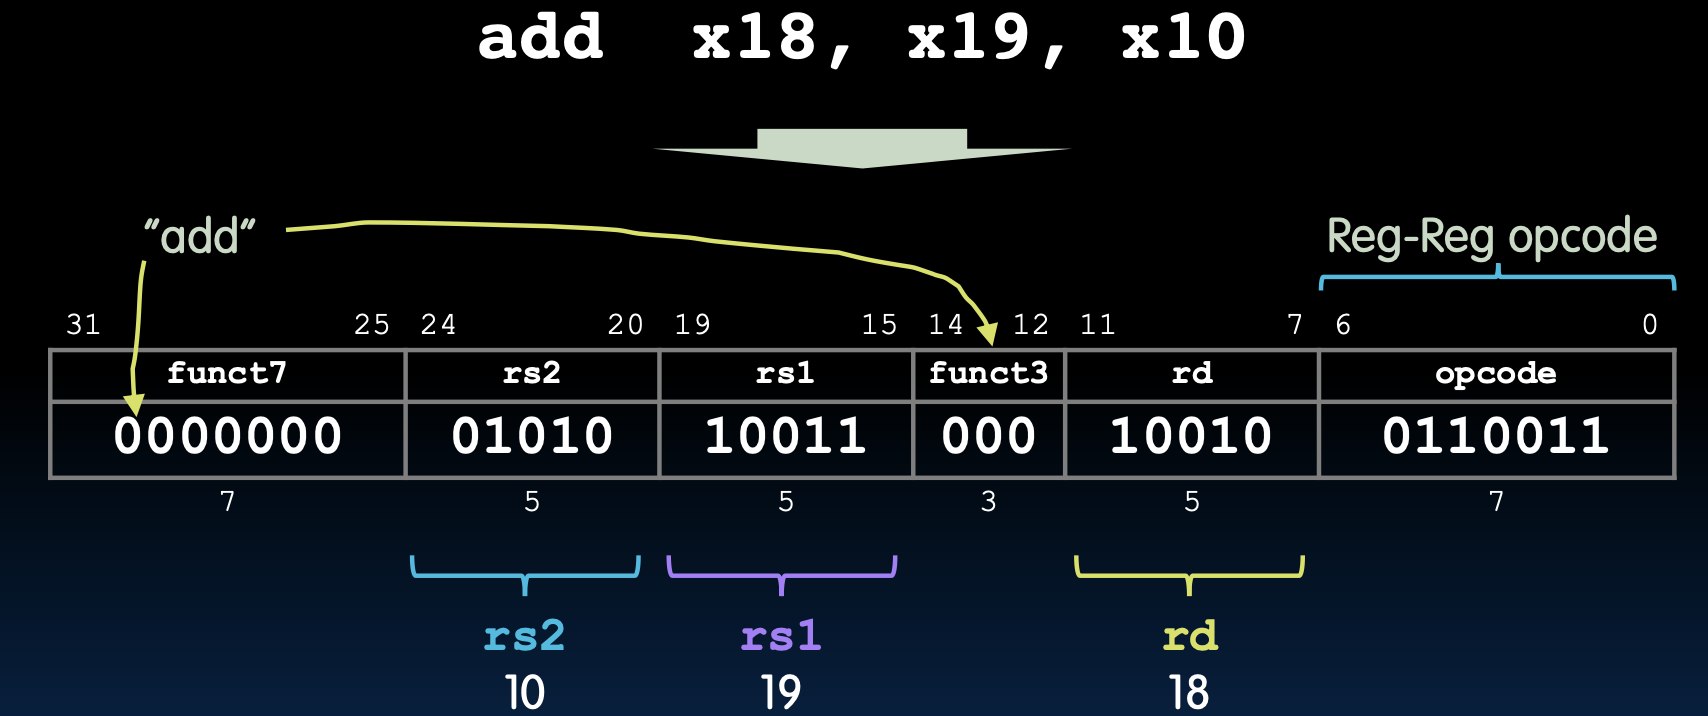 add x18, x19, x10
"add" Reg-Reg opcode
31 25 24 20 19 15 14 12 11 7 6 0
funct7 rs2 rs1 funct3 rd opcode
0000000 01010 10011 000 10010 0110011
7 5 5 3 5 7
rs2 rs1 rd
10 19 18